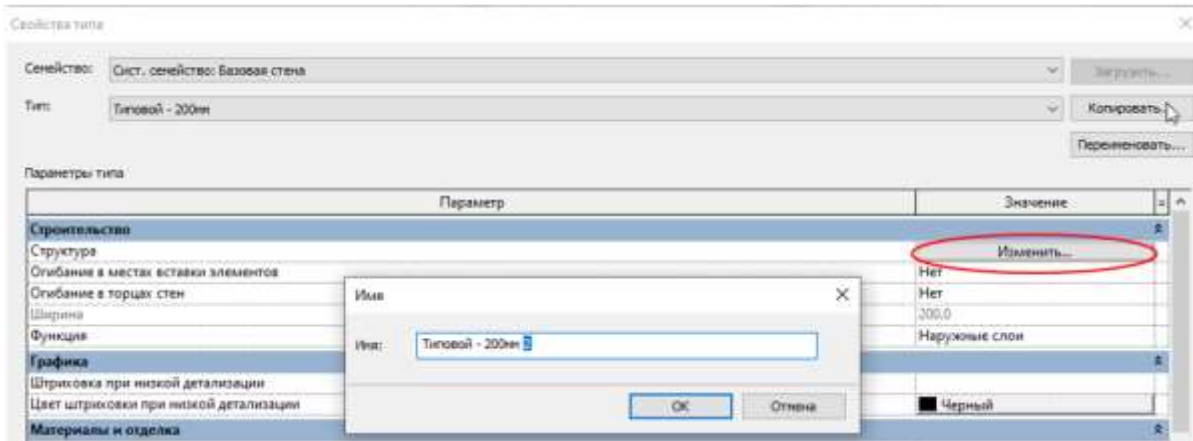 Свойства типа
Семейство: Сист. семейство: Базовая стена Загрузить...
Тип: Типовой - 200мм Копировать...
Переименовать...
Параметры типа
Параметр Значение =
Строительство
Структура Изменить...
Огибание в местах вставки элементов Нет
Огибание в торцах стен Нет
Ширина 200,0
Функция Наружные слои
Графика
Штриховка при низкой детализации
Цвет штриховки при низкой детализации Черный
Материалы и отделка
Имя
Имя: Типовой - 200мм 2
ОК Отмена